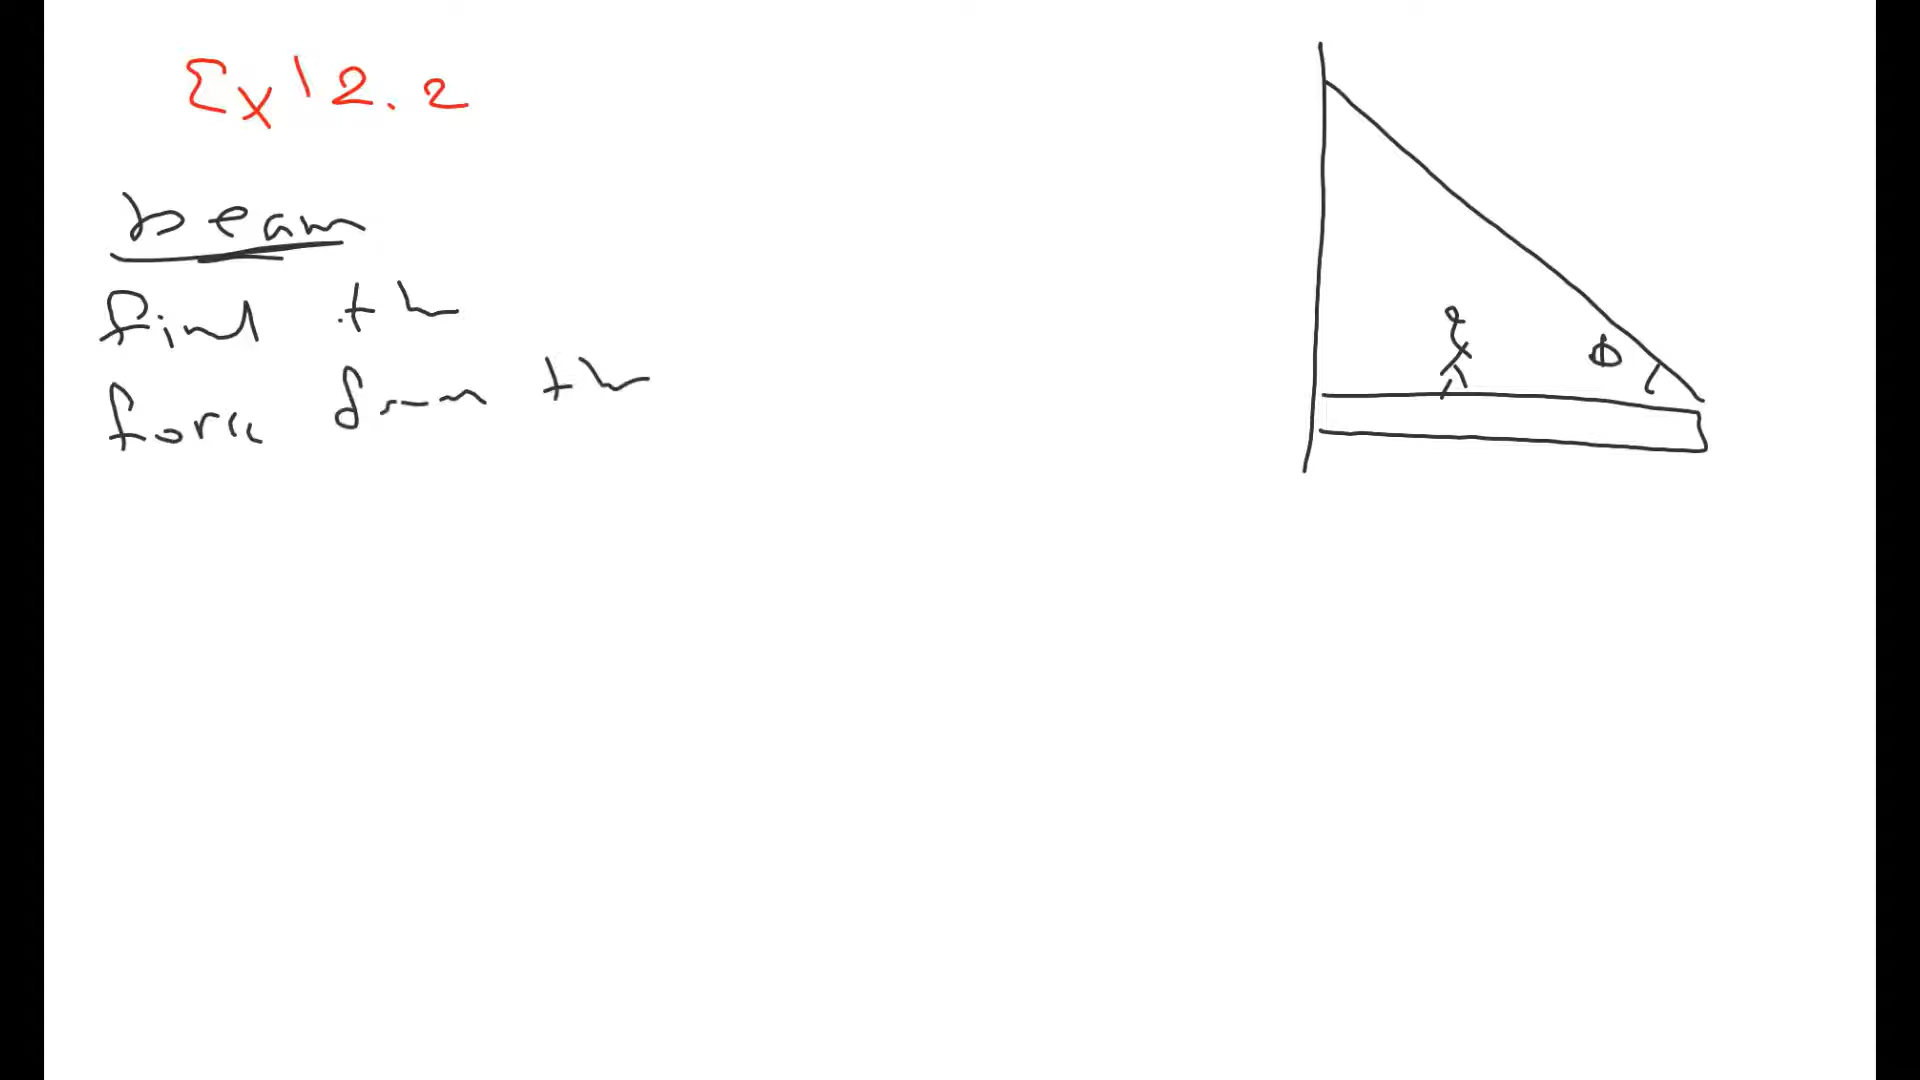 Ex 12.2
beam
find the
force from the
Φ